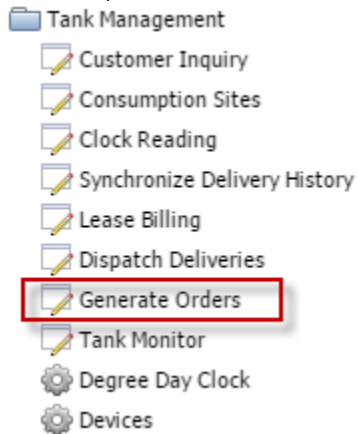 Tank Management
Customer Inquiry
Consumption Sites
Clock Reading
Synchronize Delivery History
Lease Billing
Dispatch Deliveries
Generate Orders
Tank Monitor
Degree Day Clock
Devices